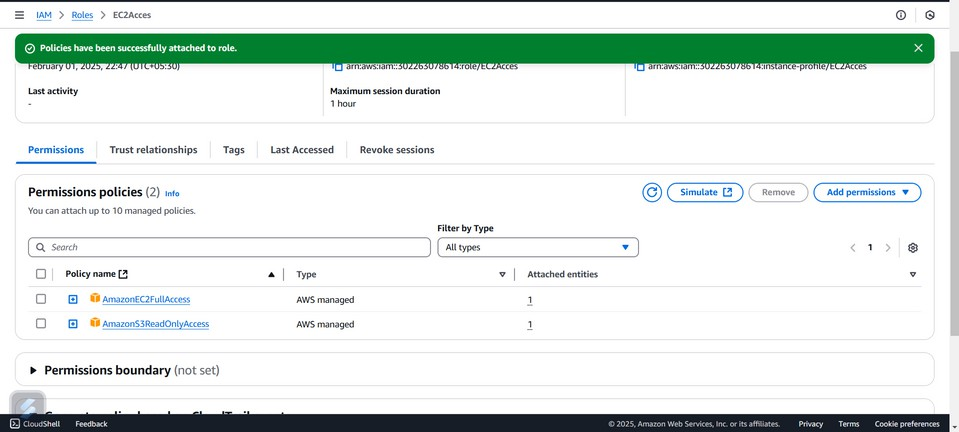 IAM > Roles > EC2Acces
Policies have been successfully attached to role.
February 01, 2025, 22:47 (UTC+05:30)
arn:aws:iam::302263078614:role/EC2Acces
arn:aws:iam::302263078614:instance-profile/EC2Acces
Last activity
-
Maximum session duration
1 hour
Permissions Trust relationships Tags Last Accessed Revoke sessions
Permissions policies (2) Info
Simulate Remove Add permissions
You can attach up to 10 managed policies.
Filter by Type
Search All types 1
Policy name Type Attached entities
AmazonEC2FullAccess AWS managed 1
AmazonS3ReadOnlyAccess AWS managed 1
Permissions boundary (not set)
CloudShell Feedback © 2025, Amazon Web Services, Inc. or its affiliates. Privacy Terms Cookie preferences